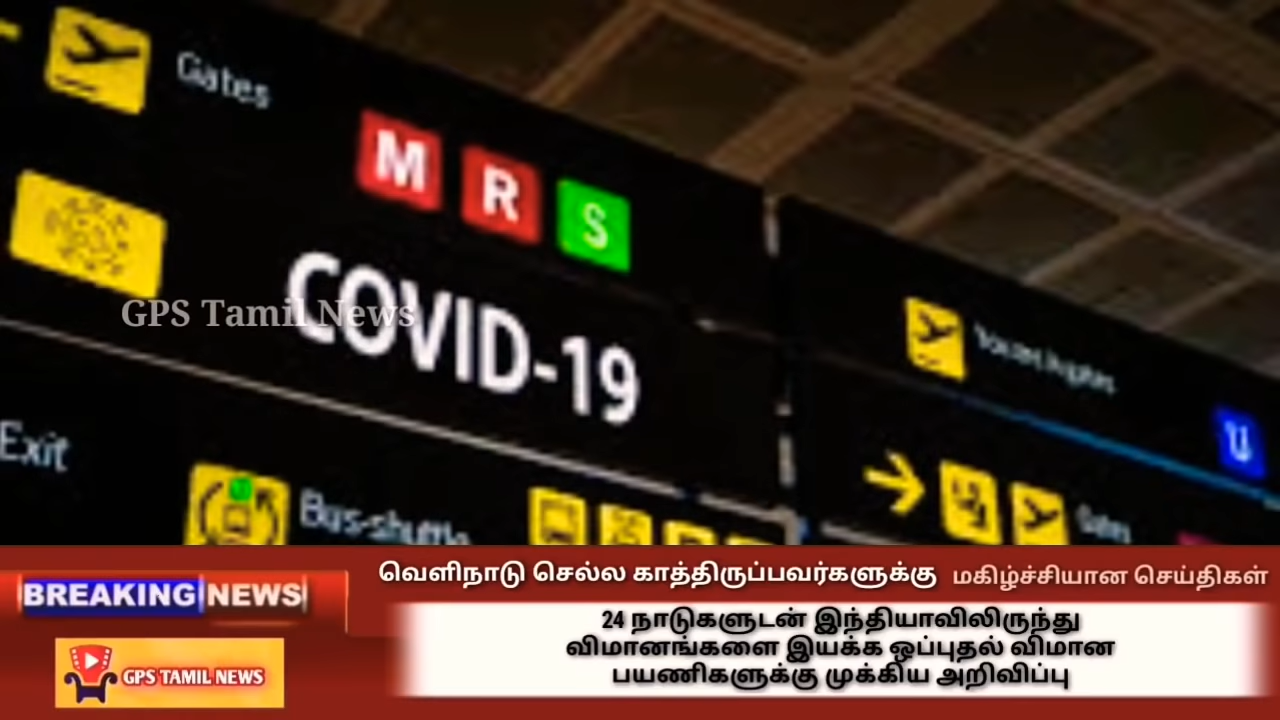 Gates
M R S
GPS Tamil News
COVID-19
Exit
Bus-shuttle
U
Gates
வெளிநாடு செல்ல காத்திருப்பவர்களுக்கு மகிழ்ச்சியான செய்திகள்
BREAKING NEWS
24 நாடுகளுடன் இந்தியாவிலிருந்து
விமானங்களை இயக்க ஒப்புதல் விமான
பயணிகளுக்கு முக்கிய அறிவிப்பு
GPS TAMIL NEWS